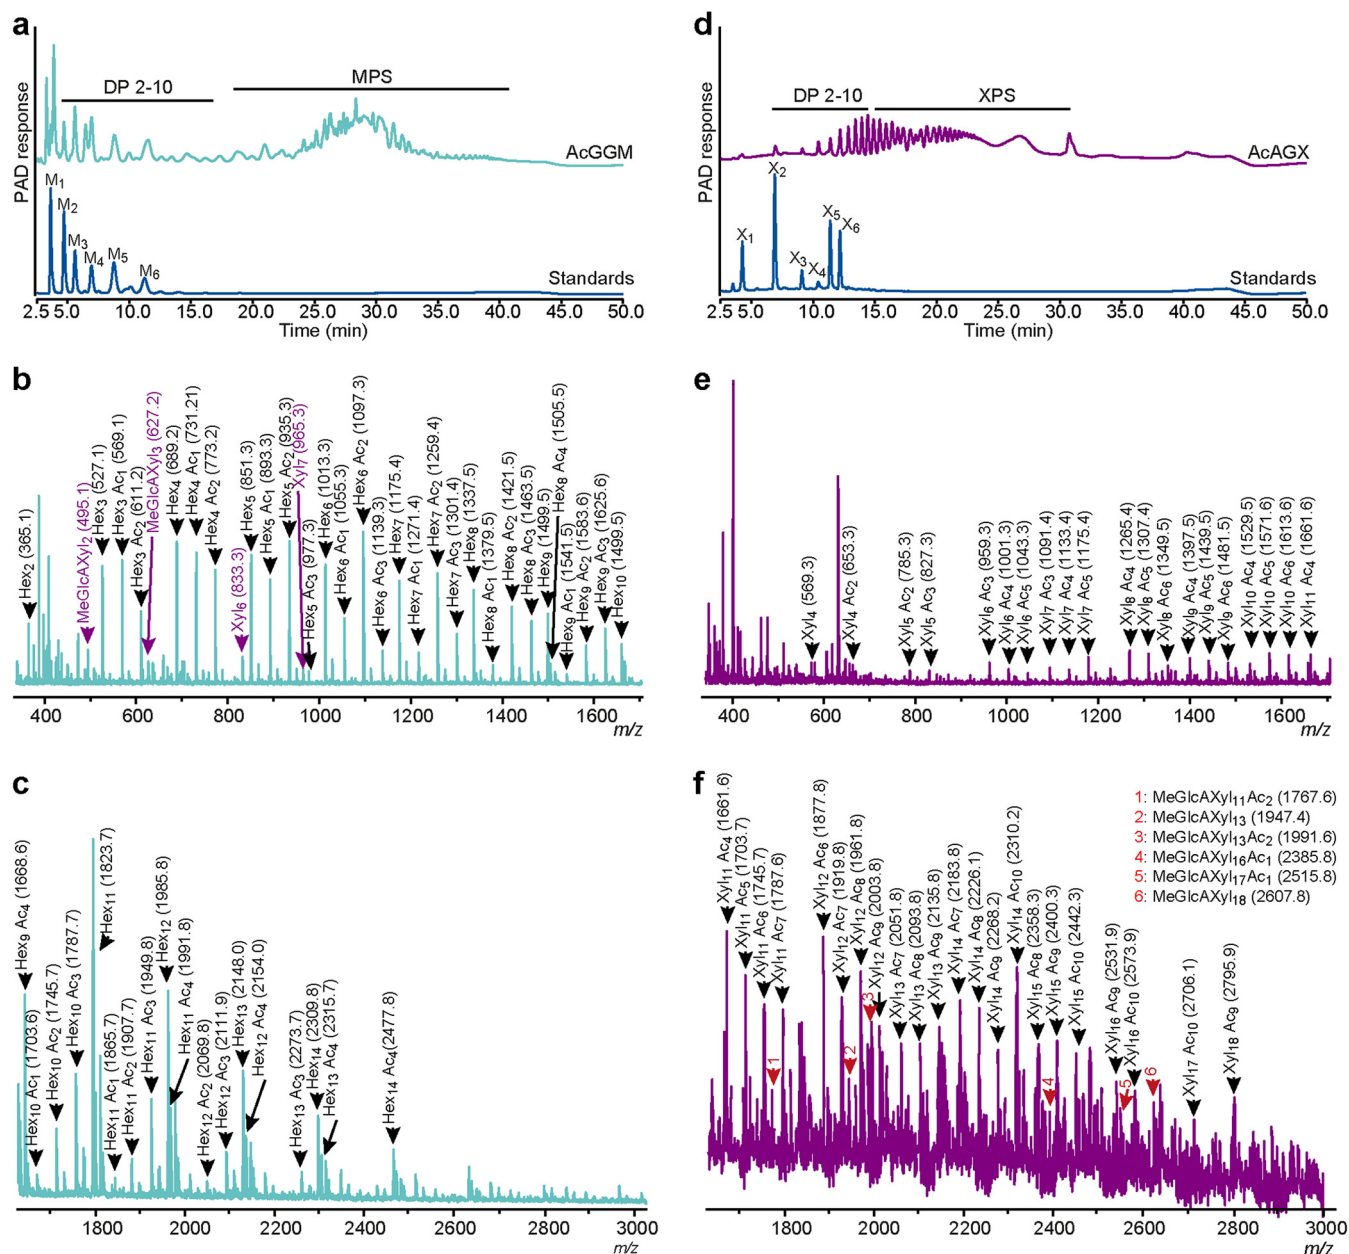 a
PAD response
DP 2-10
MPS
AcGGM
M1
M2
M3
M4
M5
M6
Standards
2.5 5.0 10.0 15.0 20.0 25.0 30.0 35.0 40.0 45.0 50.0
Time (min)
d
PAD response
DP 2-10
XPS
AcAGX
X1
X2
X3
X4
X5
X6
Standards
2.5 5.0 10.0 15.0 20.0 25.0 30.0 35.0 40.0 45.0 50.0
Time (min)
b
Hex2 (365.1)
MeGlcAXyl2 (495.1)
Hex3 (527.1)
Hex3 Ac1 (569.1)
Hex3 Ac2 (611.2)
MeGlcAXyl3 (627.2)
Hex4 (689.2)
Hex4 Ac1 (731.21)
Hex4 Ac2 (773.2)
Xyl6 (833.3)
Hex5 (851.3)
Hex5 Ac1 (893.3)
Hex5 Ac2 (935.3)
Xyl7 (965.3)
Hex5 Ac3 (977.3)
Hex6 (1013.3)
Hex6 Ac1 (1055.3)
Hex6 Ac2 (1097.3)
Hex6 Ac3 (1139.3)
Hex7 (1175.4)
Hex7 Ac1 (1271.4)
Hex7 Ac2 (1259.4)
Hex7 Ac3 (1301.4)
Hex8 (1337.5)
Hex8 Ac1 (1379.5)
Hex8 Ac2 (1421.5)
Hex8 Ac3 (1463.5)
Hex9 (1499.5)
Hex8 Ac4 (1505.5)
Hex9 Ac1 (1541.5)
Hex9 Ac2 (1583.6)
Hex9 Ac3 (1625.6)
Hex10 (1499.5)
400 600 800 1000 1200 1400 1600
m/z
e
Xyl4 (569.3)
Xyl4 Ac2 (653.3)
Xyl5 Ac2 (785.3)
Xyl5 Ac3 (827.3)
Xyl6 Ac3 (959.3)
Xyl6 Ac4 (1001.3)
Xyl6 Ac5 (1043.3)
Xyl7 Ac3 (1091.4)
Xyl7 Ac4 (1133.4)
Xyl7 Ac5 (1175.4)
Xyl8 Ac4 (1265.4)
Xyl8 Ac5 (1307.4)
Xyl8 Ac6 (1349.5)
Xyl9 Ac4 (1397.5)
Xyl9 Ac5 (1439.5)
Xyl9 Ac6 (1481.5)
Xyl10 Ac4 (1529.5)
Xyl10 Ac5 (1571.6)
Xyl10 Ac6 (1613.6)
Xyl11 Ac4 (1661.6)
400 600 800 1000 1200 1400 1600
m/z
c
Hex9 Ac4 (1668.6)
Hex10 Ac1 (1703.6)
Hex10 Ac2 (1745.7)
Hex10 Ac3 (1787.7)
Hex11 (1823.7)
Hex11 Ac1 (1865.7)
Hex11 Ac2 (1907.7)
Hex11 Ac3 (1949.8)
Hex12 (1985.8)
Hex11 Ac4 (1991.8)
Hex12 Ac2 (2069.8)
Hex12 Ac3 (2111.9)
Hex13 (2148.0)
Hex12 Ac4 (2154.0)
Hex13 Ac3 (2273.7)
Hex14 (2309.8)
Hex13 Ac4 (2315.7)
Hex14 Ac4(2477.8)
1800 2000 2200 2400 2600 2800 3000
m/z
f
1: MeGlcAXyl11Ac2 (1767.6)
2: MeGlcAXyl13 (1947.4)
3: MeGlcAXyl13Ac2 (1991.6)
4: MeGlcAXyl16Ac1 (2385.8)
5: MeGlcAXyl17Ac1 (2515.8)
6: MeGlcAXyl18 (2607.8)
Xyl11 Ac4 (1661.6)
Xyl11 Ac5 (1703.7)
Xyl11 Ac6 (1745.7)
Xyl11 Ac7 (1787.6)
Xyl12 Ac6 (1877.8)
Xyl12 Ac7 (1919.8)
Xyl12 Ac8 (1961.8)
Xyl12 Ac9 (2003.8)
Xyl13 Ac7 (2051.8)
Xyl13 Ac8 (2093.8)
Xyl13 Ac9 (2135.8)
Xyl14 Ac7 (2183.8)
Xyl14 Ac8 (2226.1)
Xyl14 Ac9 (2268.2)
Xyl14 Ac10 (2310.2)
Xyl15 Ac8 (2358.3)
Xyl15 Ac9 (2400.3)
Xyl15 Ac10 (2442.3)
Xyl16 Ac9 (2531.9)
Xyl16 Ac10 (2573.9)
Xyl17 Ac10 (2706.1)
Xyl18 Ac9 (2795.9)
1
2
3
4
5
6
1800 2000 2200 2400 2600 2800 3000
m/z